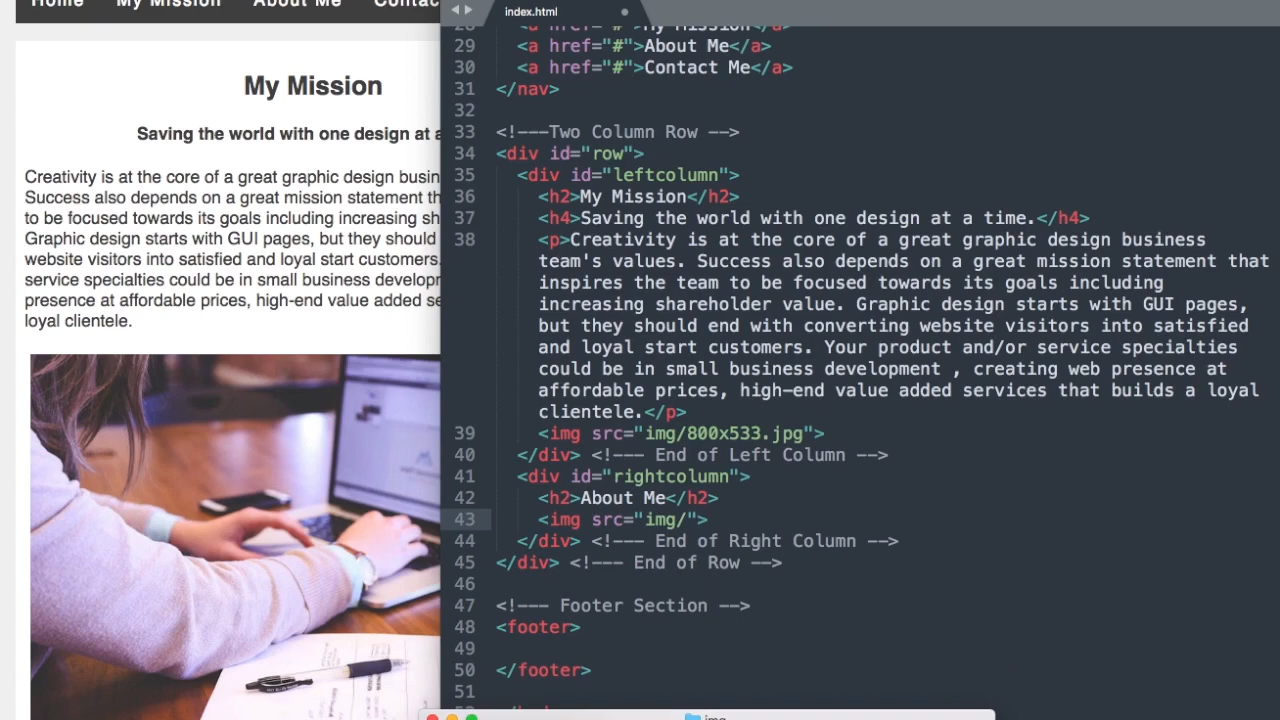 Home My Mission About Me Contac
My Mission
Saving the world with one design at a
Creativity is at the core of a great graphic design busin
Success also depends on a great mission statement th
to be focused towards its goals including increasing sh
Graphic design starts with GUI pages, but they should
website visitors into satisfied and loyal start customers.
service specialties could be in small business developm
presence at affordable prices, high-end value added se
loyal clientele.
index.html
28 <a href="#">My Mission</a>
29 <a href="#">About Me</a>
30 <a href="#">Contact Me</a>
31 </nav>
32
33 <!---Two Column Row -->
34 <div id="row">
35 <div id="leftcolumn">
36 <h2>My Mission</h2>
37 <h4>Saving the world with one design at a time.</h4>
38 <p>Creativity is at the core of a great graphic design business
team's values. Success also depends on a great mission statement that
inspires the team to be focused towards its goals including
increasing shareholder value. Graphic design starts with GUI pages,
but they should end with converting website visitors into satisfied
and loyal start customers. Your product and/or service specialties
could be in small business development , creating web presence at
affordable prices, high-end value added services that builds a loyal
clientele.</p>
39 <img src="img/800x533.jpg">
40 </div> <!--- End of Left Column -->
41 <div id="rightcolumn">
42 <h2>About Me</h2>
43 <img src="img/">
44 </div> <!--- End of Right Column -->
45 </div> <!--- End of Row -->
46
47 <!--- Footer Section -->
48 <footer>
49
50 </footer>
51
img